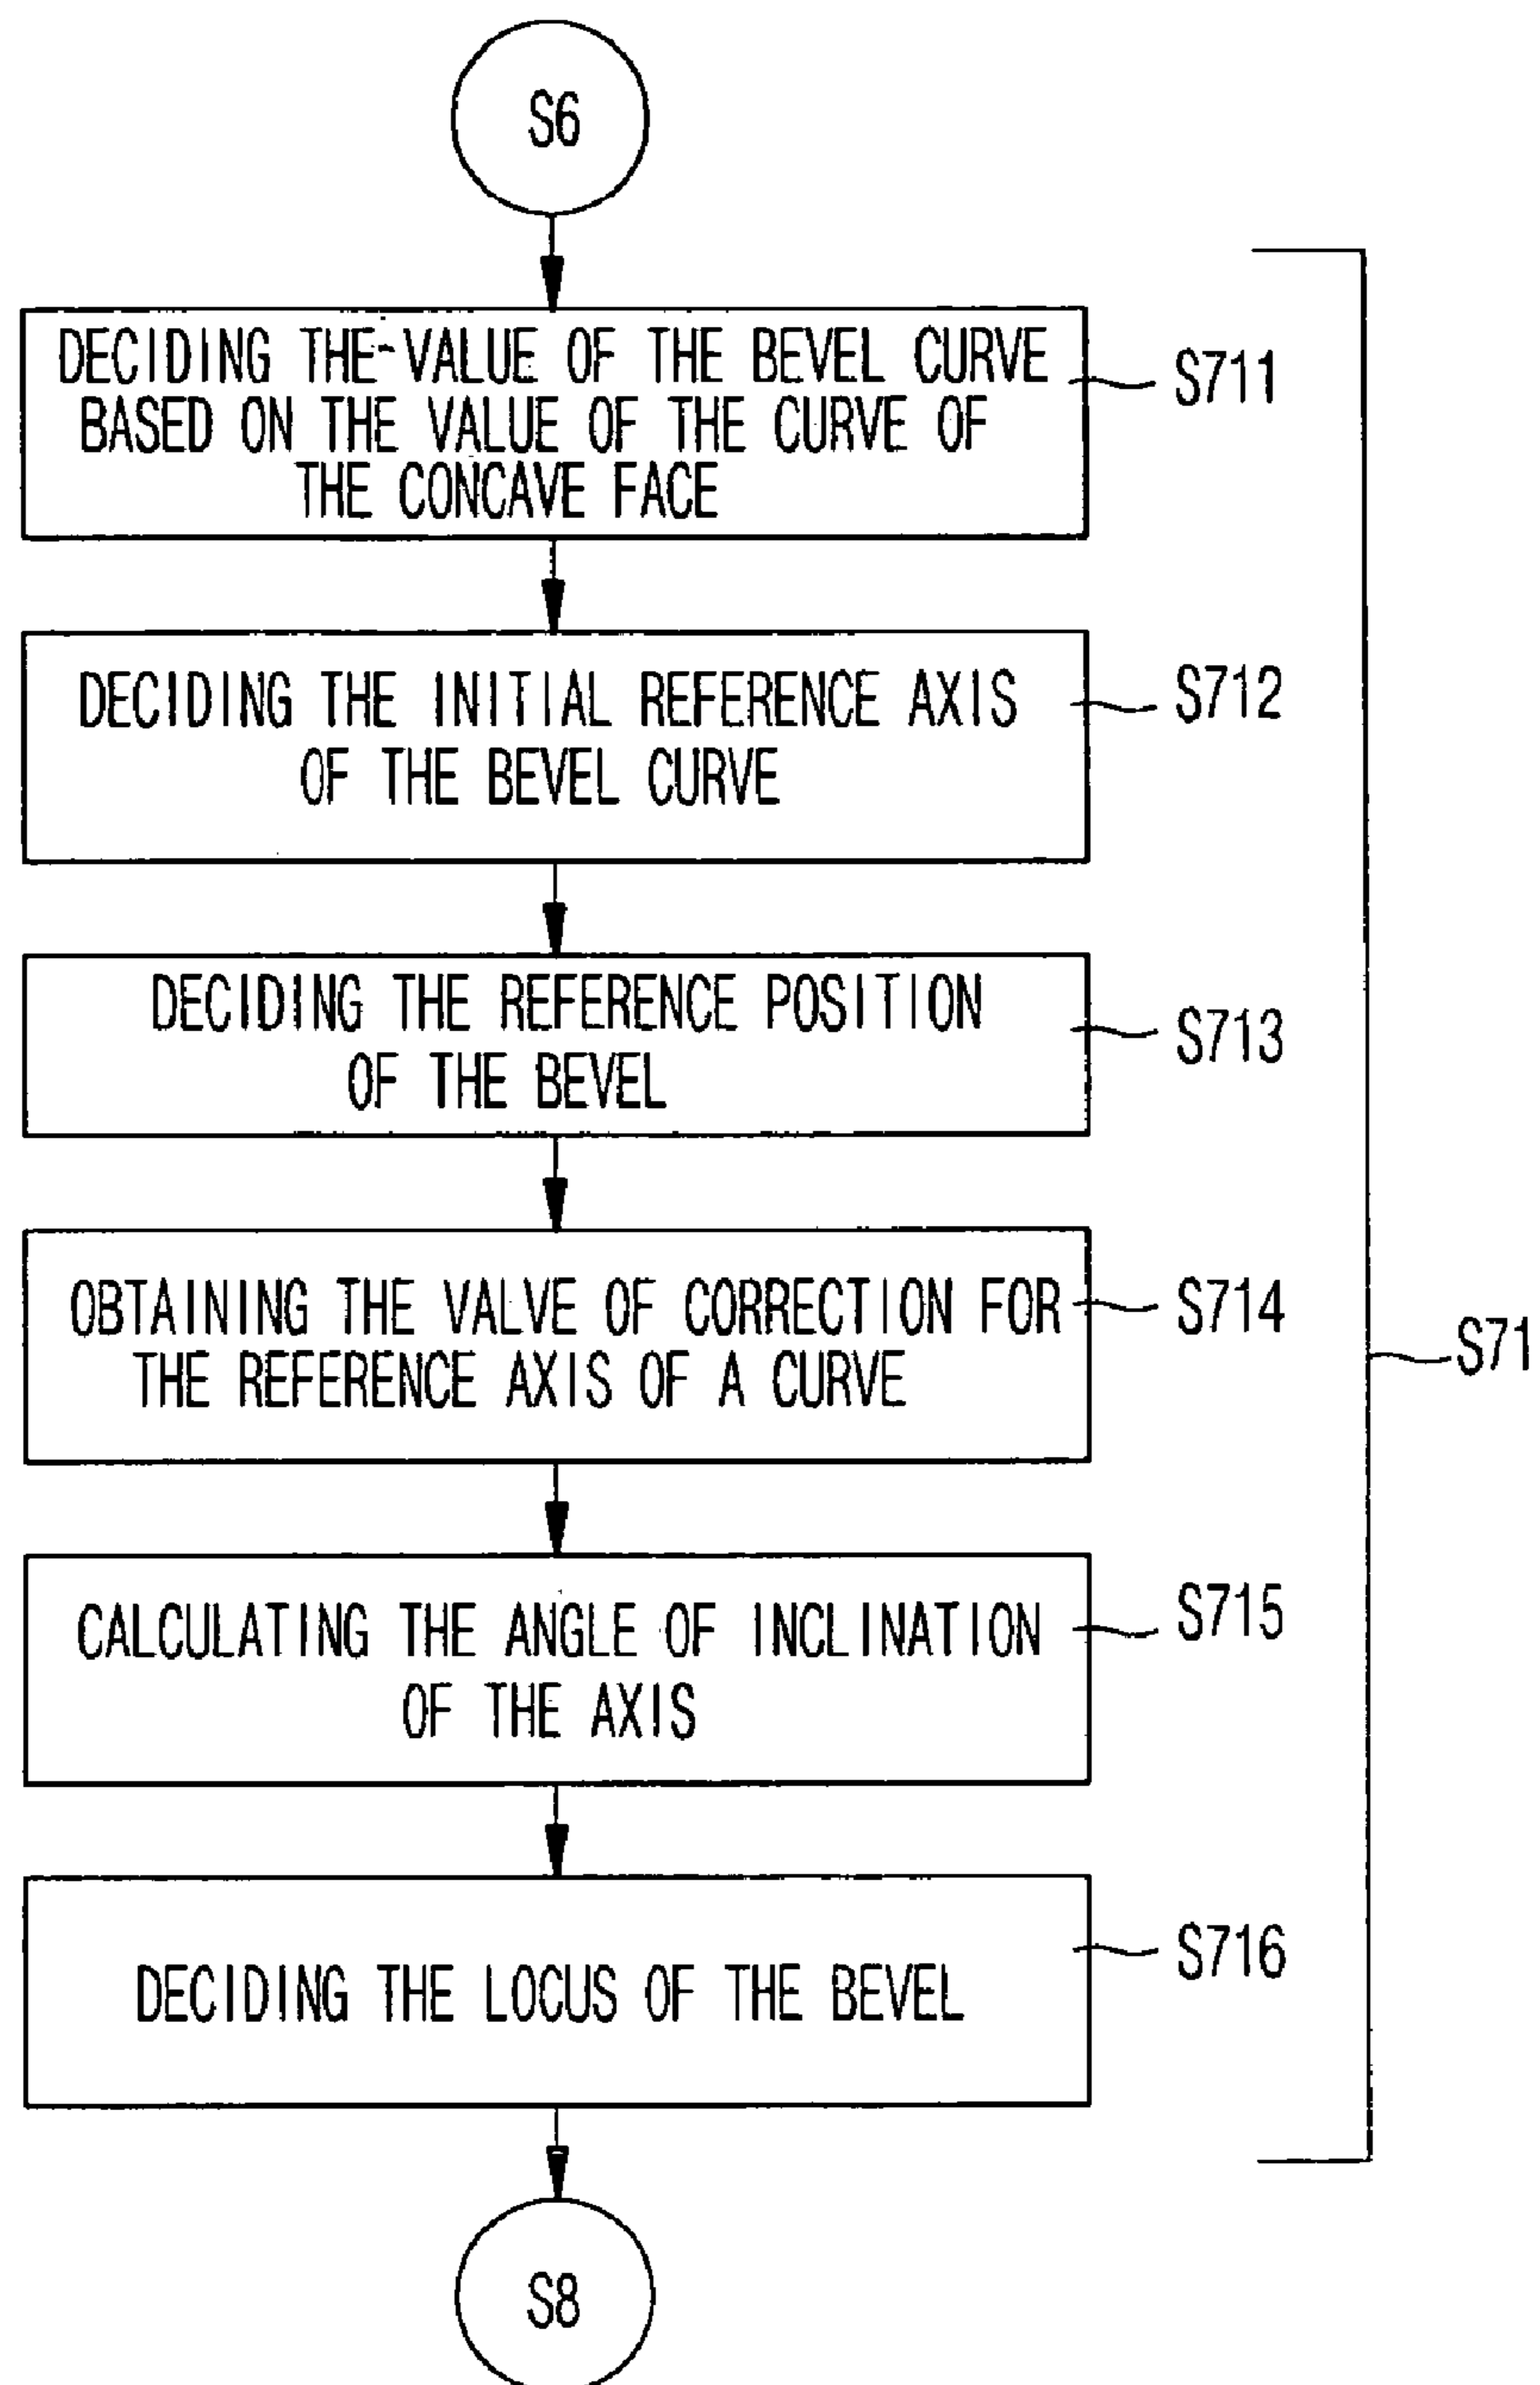 S6
DECIDING THE VALUE OF THE BEVEL CURVE
BASED ON THE VALUE OF THE CURVE OF
THE CONCAVE FACE
S711
DECIDING THE INITIAL REFERENCE AXIS
OF THE BEVEL CURVE
S712
DECIDING THE REFERENCE POSITION
OF THE BEVEL
S713
OBTAINING THE VALVE OF CORRECTION FOR
THE REFERENCE AXIS OF A CURVE
S714
S71
CALCULATING THE ANGLE OF INCLINATION
OF THE AXIS
S715
DECIDING THE LOCUS OF THE BEVEL
S716
S8